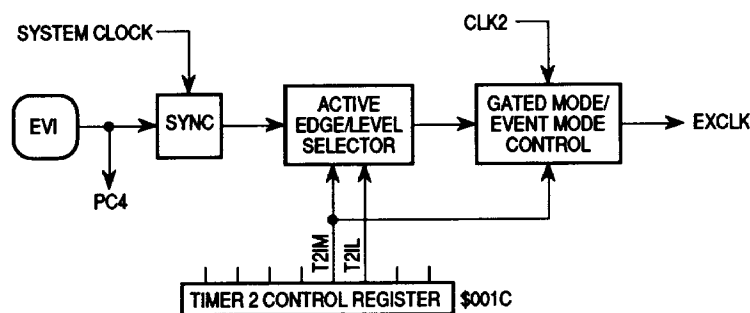 SYSTEM CLOCK
CLK2
EVI
SYNC
ACTIVE
EDGE/LEVEL
SELECTOR
GATED MODE/
EVENT MODE
CONTROL
EXCLK
PC4
T2IM
T2IL
TIMER 2 CONTROL REGISTER
$001C